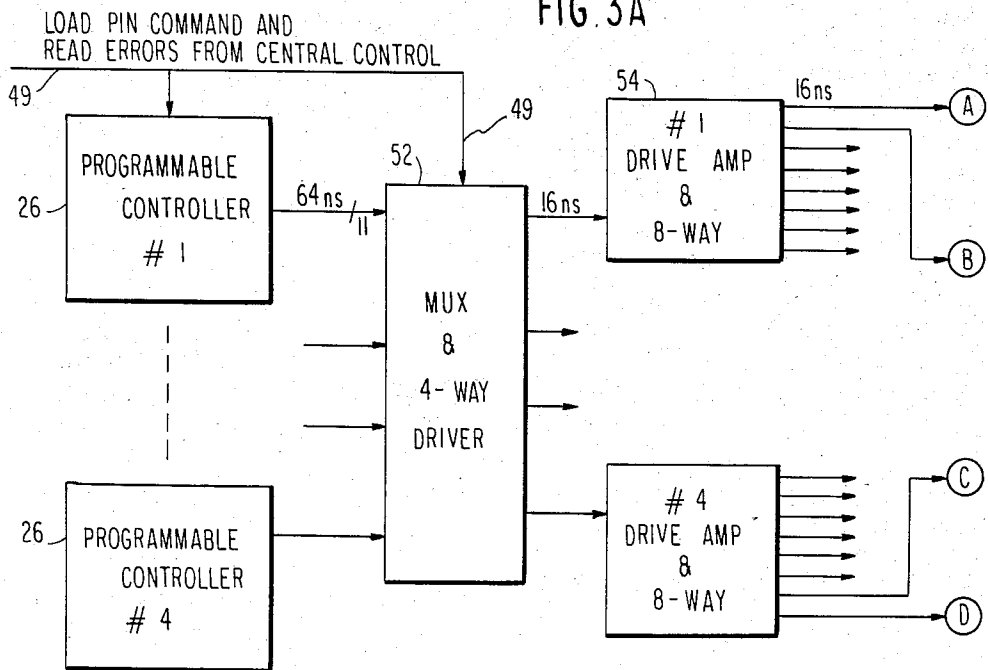 FIG. 3A
LOAD PIN COMMAND AND
READ ERRORS FROM CENTRAL CONTROL
49
49
26
PROGRAMMABLE
CONTROLLER
# 1
64ns
11
52
MUX
&
4-WAY
DRIVER
16ns
54
# 1
DRIVE AMP
&
8-WAY
16ns
A
B
26
PROGRAMMABLE
CONTROLLER
# 4
# 4
DRIVE AMP
&
8-WAY
C
D